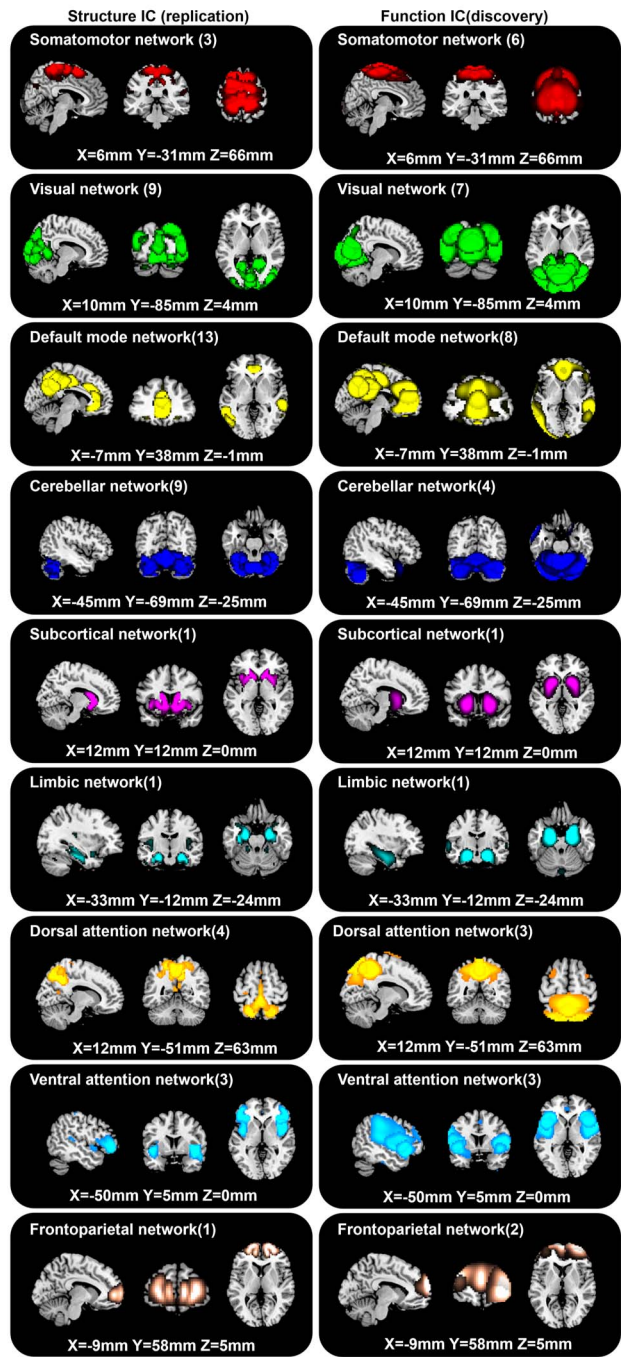 Structure IC (replication)
Function IC(discovery)
Somatomotor network (3)
Somatomotor network (6)
X=6mm Y=-31mm Z=66mm
X=6mm Y=-31mm Z=66mm
Visual network (9)
Visual network (7)
X=10mm Y=-85mm Z=4mm
X=10mm Y=-85mm Z=4mm
Default mode network(13)
Default mode network(8)
X=-7mm Y=38mm Z=-1mm
X=-7mm Y=38mm Z=-1mm
Cerebellar network(9)
Cerebellar network(4)
X=-45mm Y=-69mm Z=-25mm
X=-45mm Y=-69mm Z=-25mm
Subcortical network(1)
Subcortical network(1)
X=12mm Y=12mm Z=0mm
X=12mm Y=12mm Z=0mm
Limbic network(1)
Limbic network(1)
X=-33mm Y=-12mm Z=-24mm
X=-33mm Y=-12mm Z=-24mm
Dorsal attention network(4)
Dorsal attention network(3)
X=12mm Y=-51mm Z=63mm
X=12mm Y=-51mm Z=63mm
Ventral attention network(3)
Ventral attention network(3)
X=-50mm Y=5mm Z=0mm
X=-50mm Y=5mm Z=0mm
Frontoparietal network(1)
Frontoparietal network(2)
X=-9mm Y=58mm Z=5mm
X=-9mm Y=58mm Z=5mm